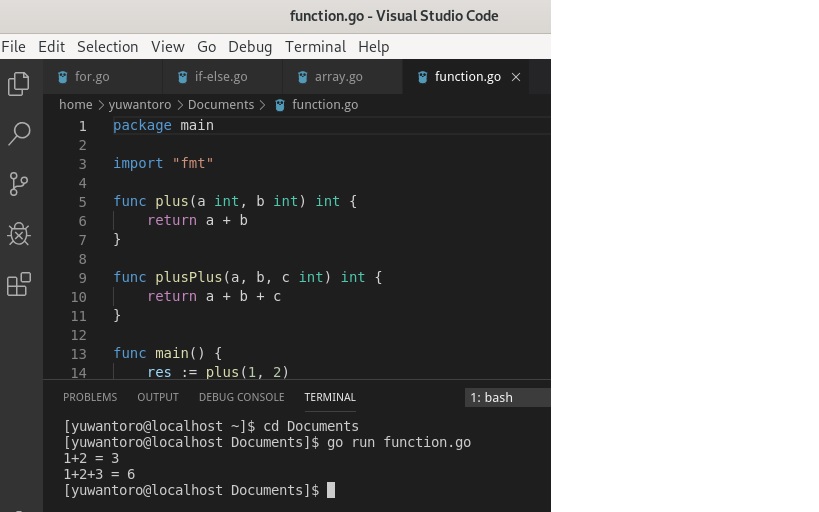 function.go - Visual Studio Code
File Edit Selection View Go Debug Terminal Help
for.go if-else.go array.go function.go ×
home > yuwantoro > Documents > function.go
1 package main
2
3 import "fmt"
4
5 func plus(a int, b int) int {
6 return a + b
7 }
8
9 func plusPlus(a, b, c int) int {
10 return a + b + c
11 }
12
13 func main() {
14 res := plus(1, 2)
PROBLEMS OUTPUT DEBUG CONSOLE TERMINAL 1: bash
[yuwantoro@localhost ~]$ cd Documents
[yuwantoro@localhost Documents]$ go run function.go
1+2 = 3
1+2+3 = 6
[yuwantoro@localhost Documents]$